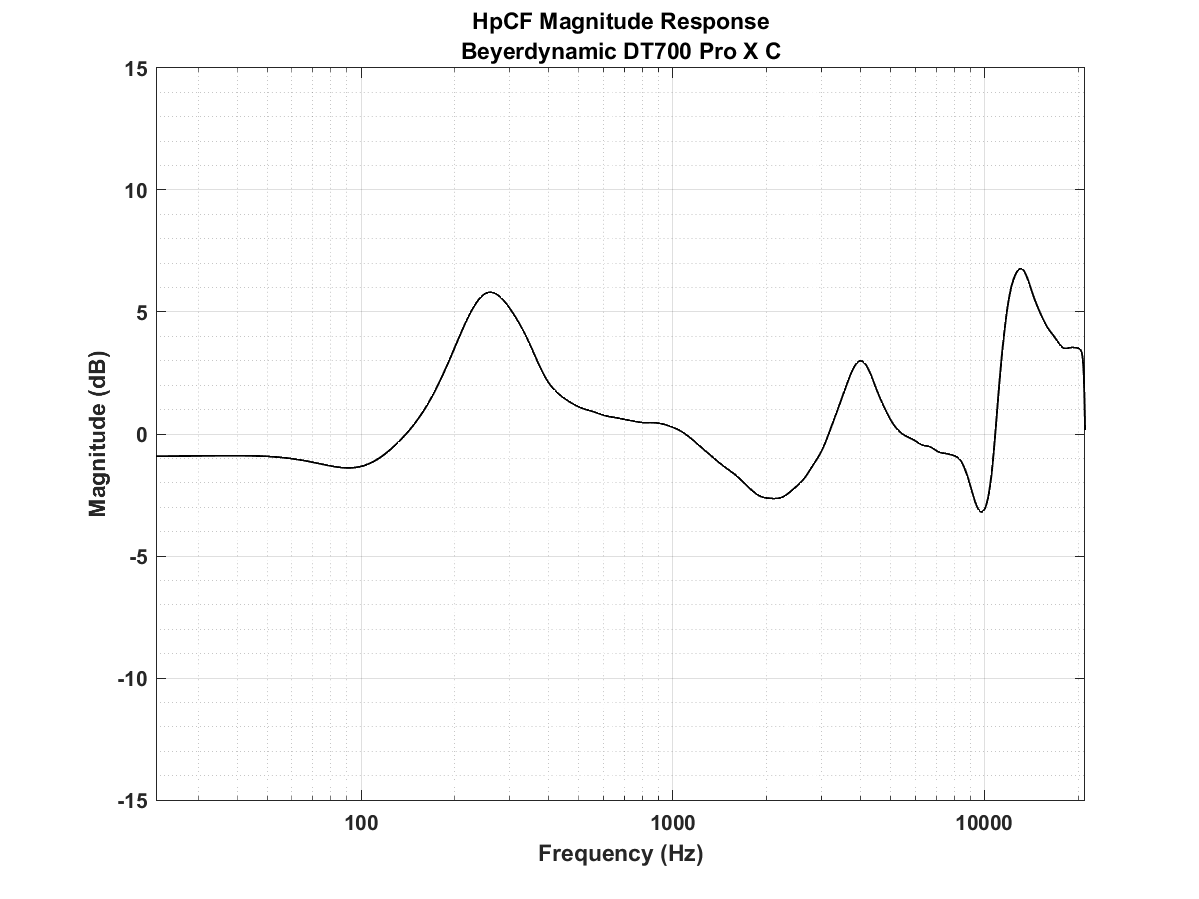 HpCF Magnitude Response
Beyerdynamic DT700 Pro X C
15
10
5
0
-5
-10
-15
Magnitude (dB)
100 1000 10000
Frequency (Hz)